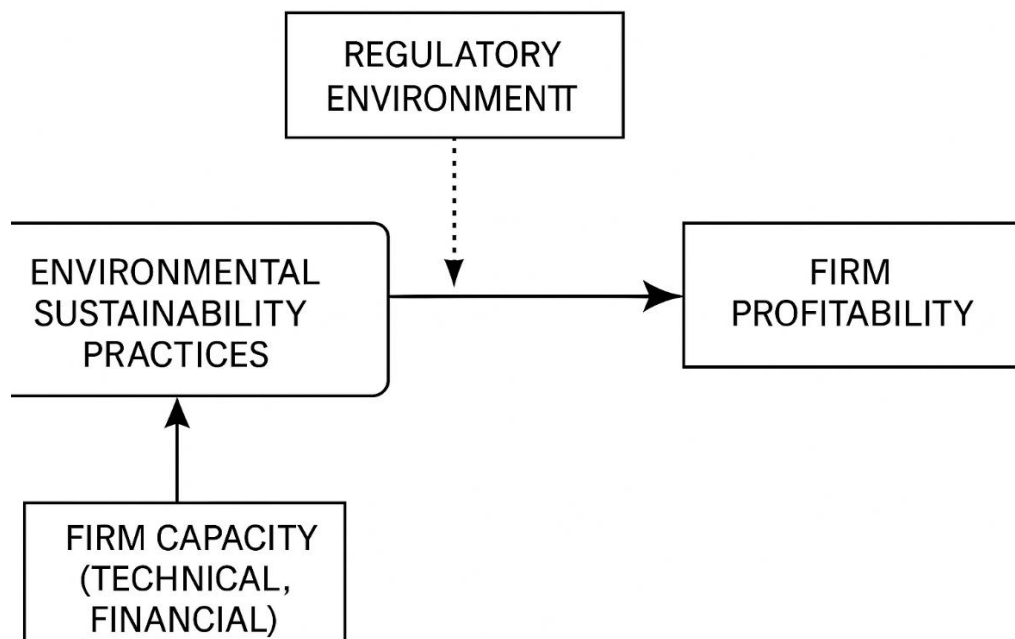 REGULATORY
ENVIRONMENTT
ENVIRONMENTAL
SUSTAINABILITY
PRACTICES
FIRM
PROFITABILITY
FIRM CAPACITY
(TECHNICAL,
FINANCIAL)